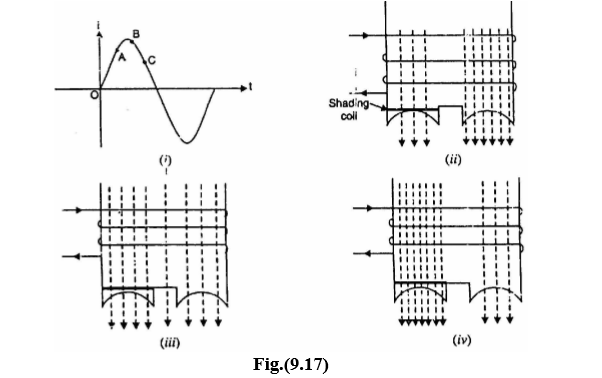 i
B
A
C
O
t
(i)
i
Shading
coil
(ii)
(iii)
(iv)
Fig.(9.17)